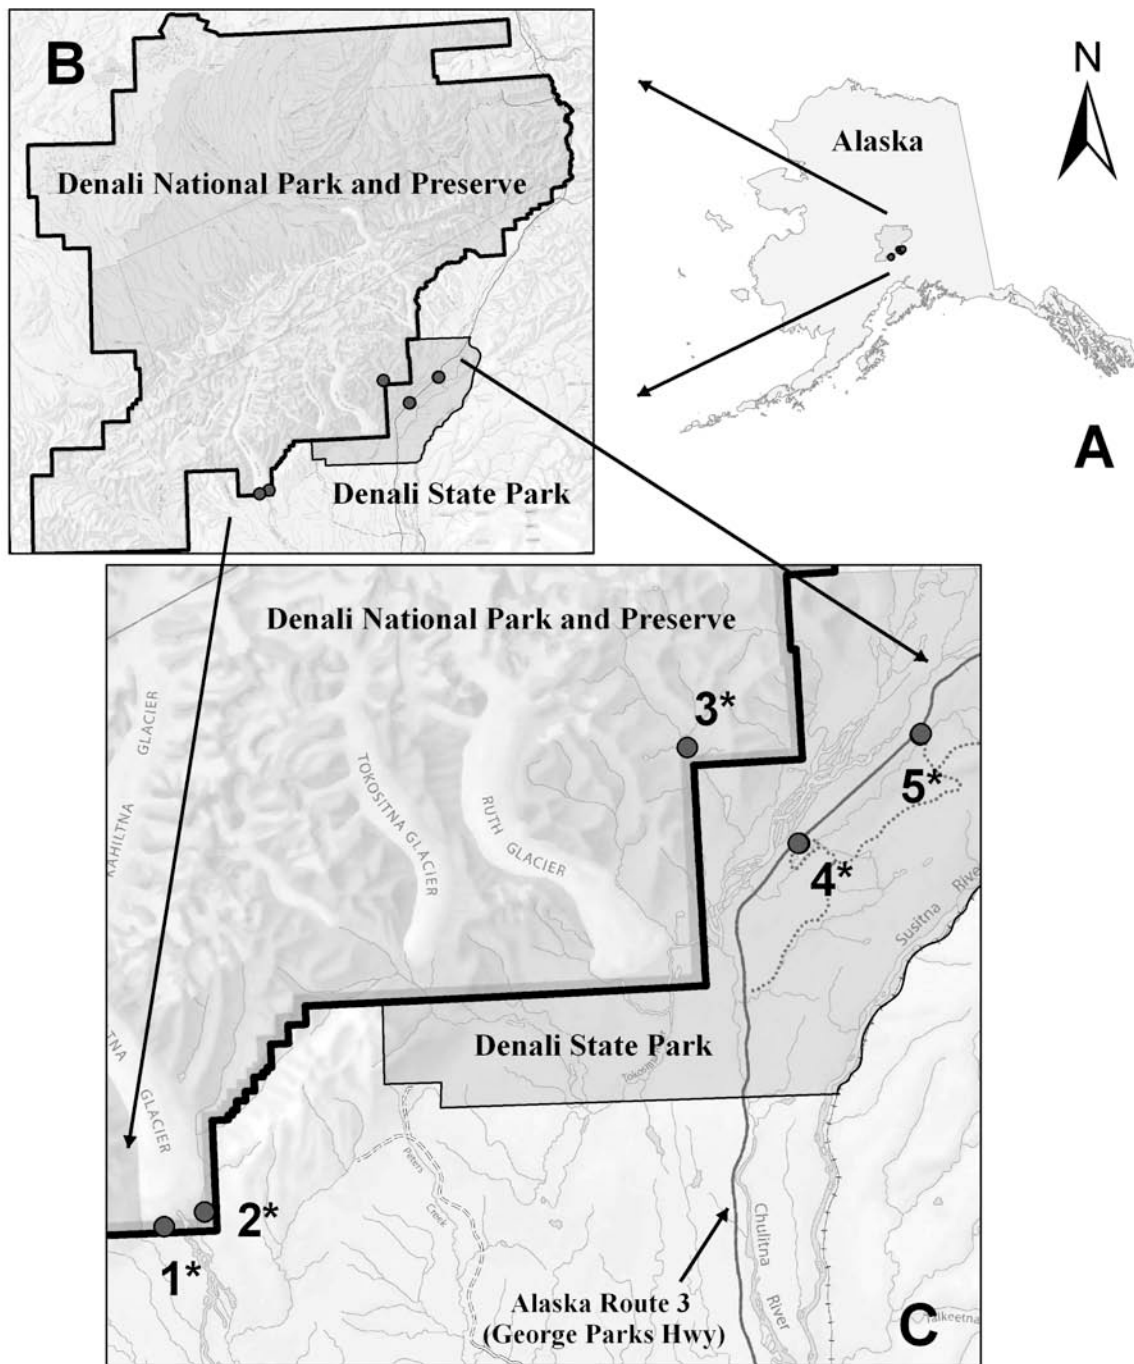 B
Denali National Park and Preserve
Denali State Park
N
Alaska
A
Denali National Park and Preserve
KAHILTNA GLACIER
TOKOSITNA GLACIER
RUTH GLACIER
3*
5*
4*
Susitna
Denali State Park
GLACIER
Peters
Creek
2*
1*
Chulitna
River
Alaska Route 3
(George Parks Hwy)
Talkeetna
C